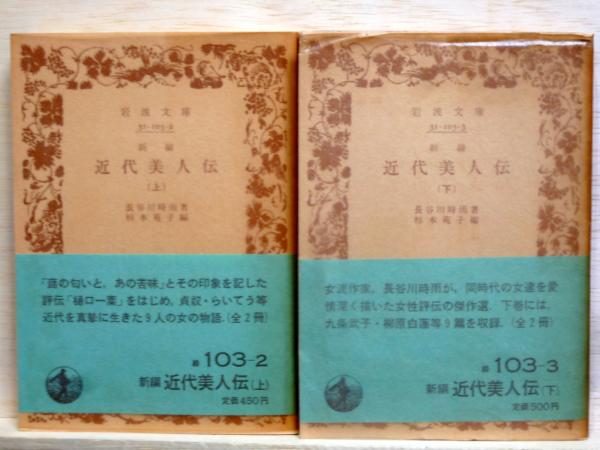 岩波文庫
31-103-2
新編
近代美人伝
(上)
長谷川時雨著
杉本苑子編
「苔の匂いと，あの苦味」とその印象を記した
評伝「樋口一葉」をはじめ，貞奴・らいてう等
近代を真摯に生きた9人の女の物語．(全2冊)
緑 103-2
新編 近代美人伝(上)
定価450円
岩波文庫
31-103-3
新編
近代美人伝
(下)
長谷川時雨著
杉本苑子編
女流作家，長谷川時雨が，同時代の女達を愛
情深く描いた女性評伝の傑作選．下巻には，
九条武子・柳原白蓮等9篇を収録．(全2冊)
緑 103-3
新編 近代美人伝(下)
定価500円